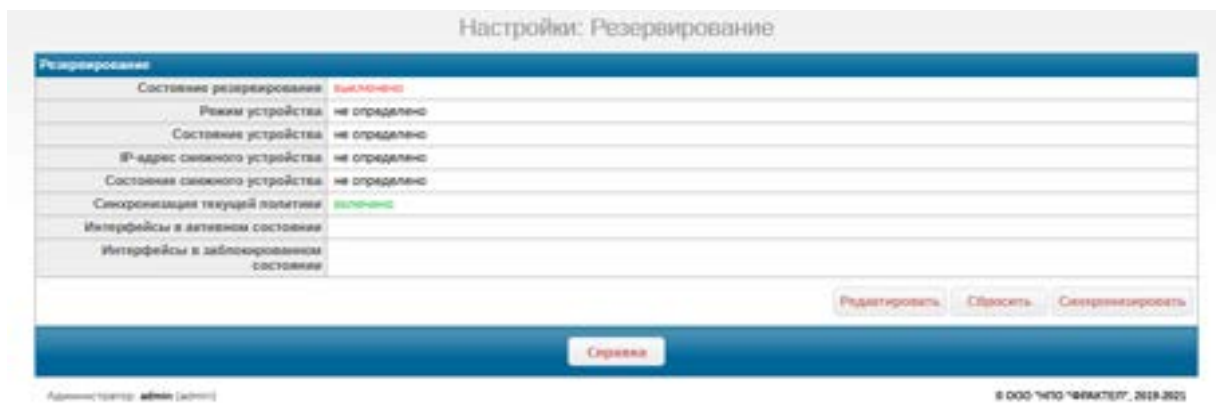 Настройки: Резервирование
Резервирование
Состояние резервирования выключено
Режим устройства не определено
Состояние устройства не определено
IP-адрес смежного устройства не определено
Состояние смежного устройства не определено
Синхронизация текущей политики включено
Интерфейсы в активном состоянии
Интерфейсы в заблокированном
состоянии
Редактировать Сбросить Синхронизировать
Справка
Администратор: admin (admin)
© ООО "НПО "ФРАКТЕЛ", 2019-2021